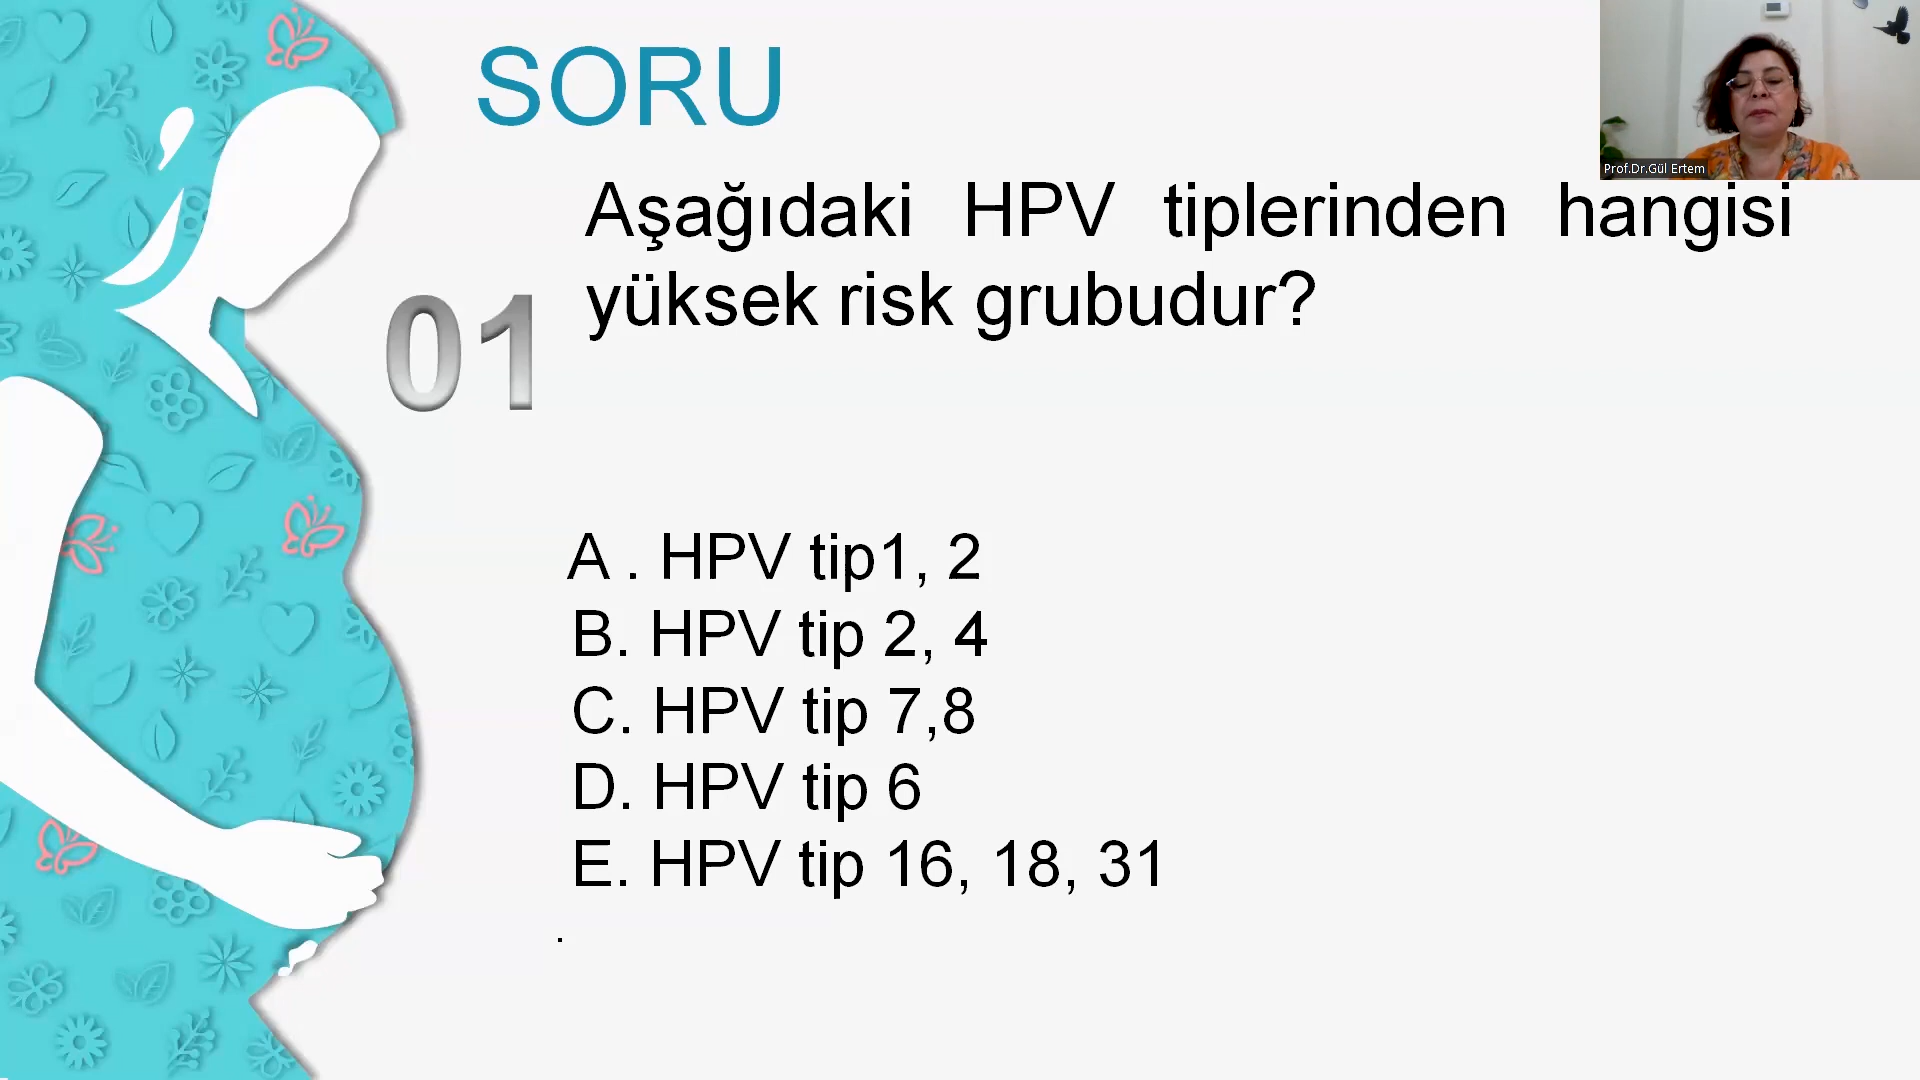 SORU
Prof.Dr.Gül Ertem
Aşağıdaki HPV tiplerinden hangisi
yüksek risk grubudur?
01
A . HPV tip1, 2
B. HPV tip 2, 4
C. HPV tip 7,8
D. HPV tip 6
E. HPV tip 16, 18, 31
.